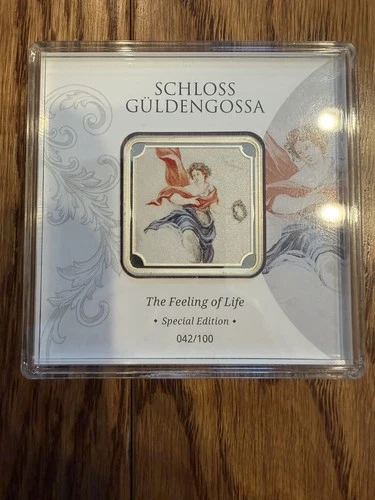 SCHLOSS
GÜLDENGOSSA
The Feeling of Life
• Special Edition •
042/100